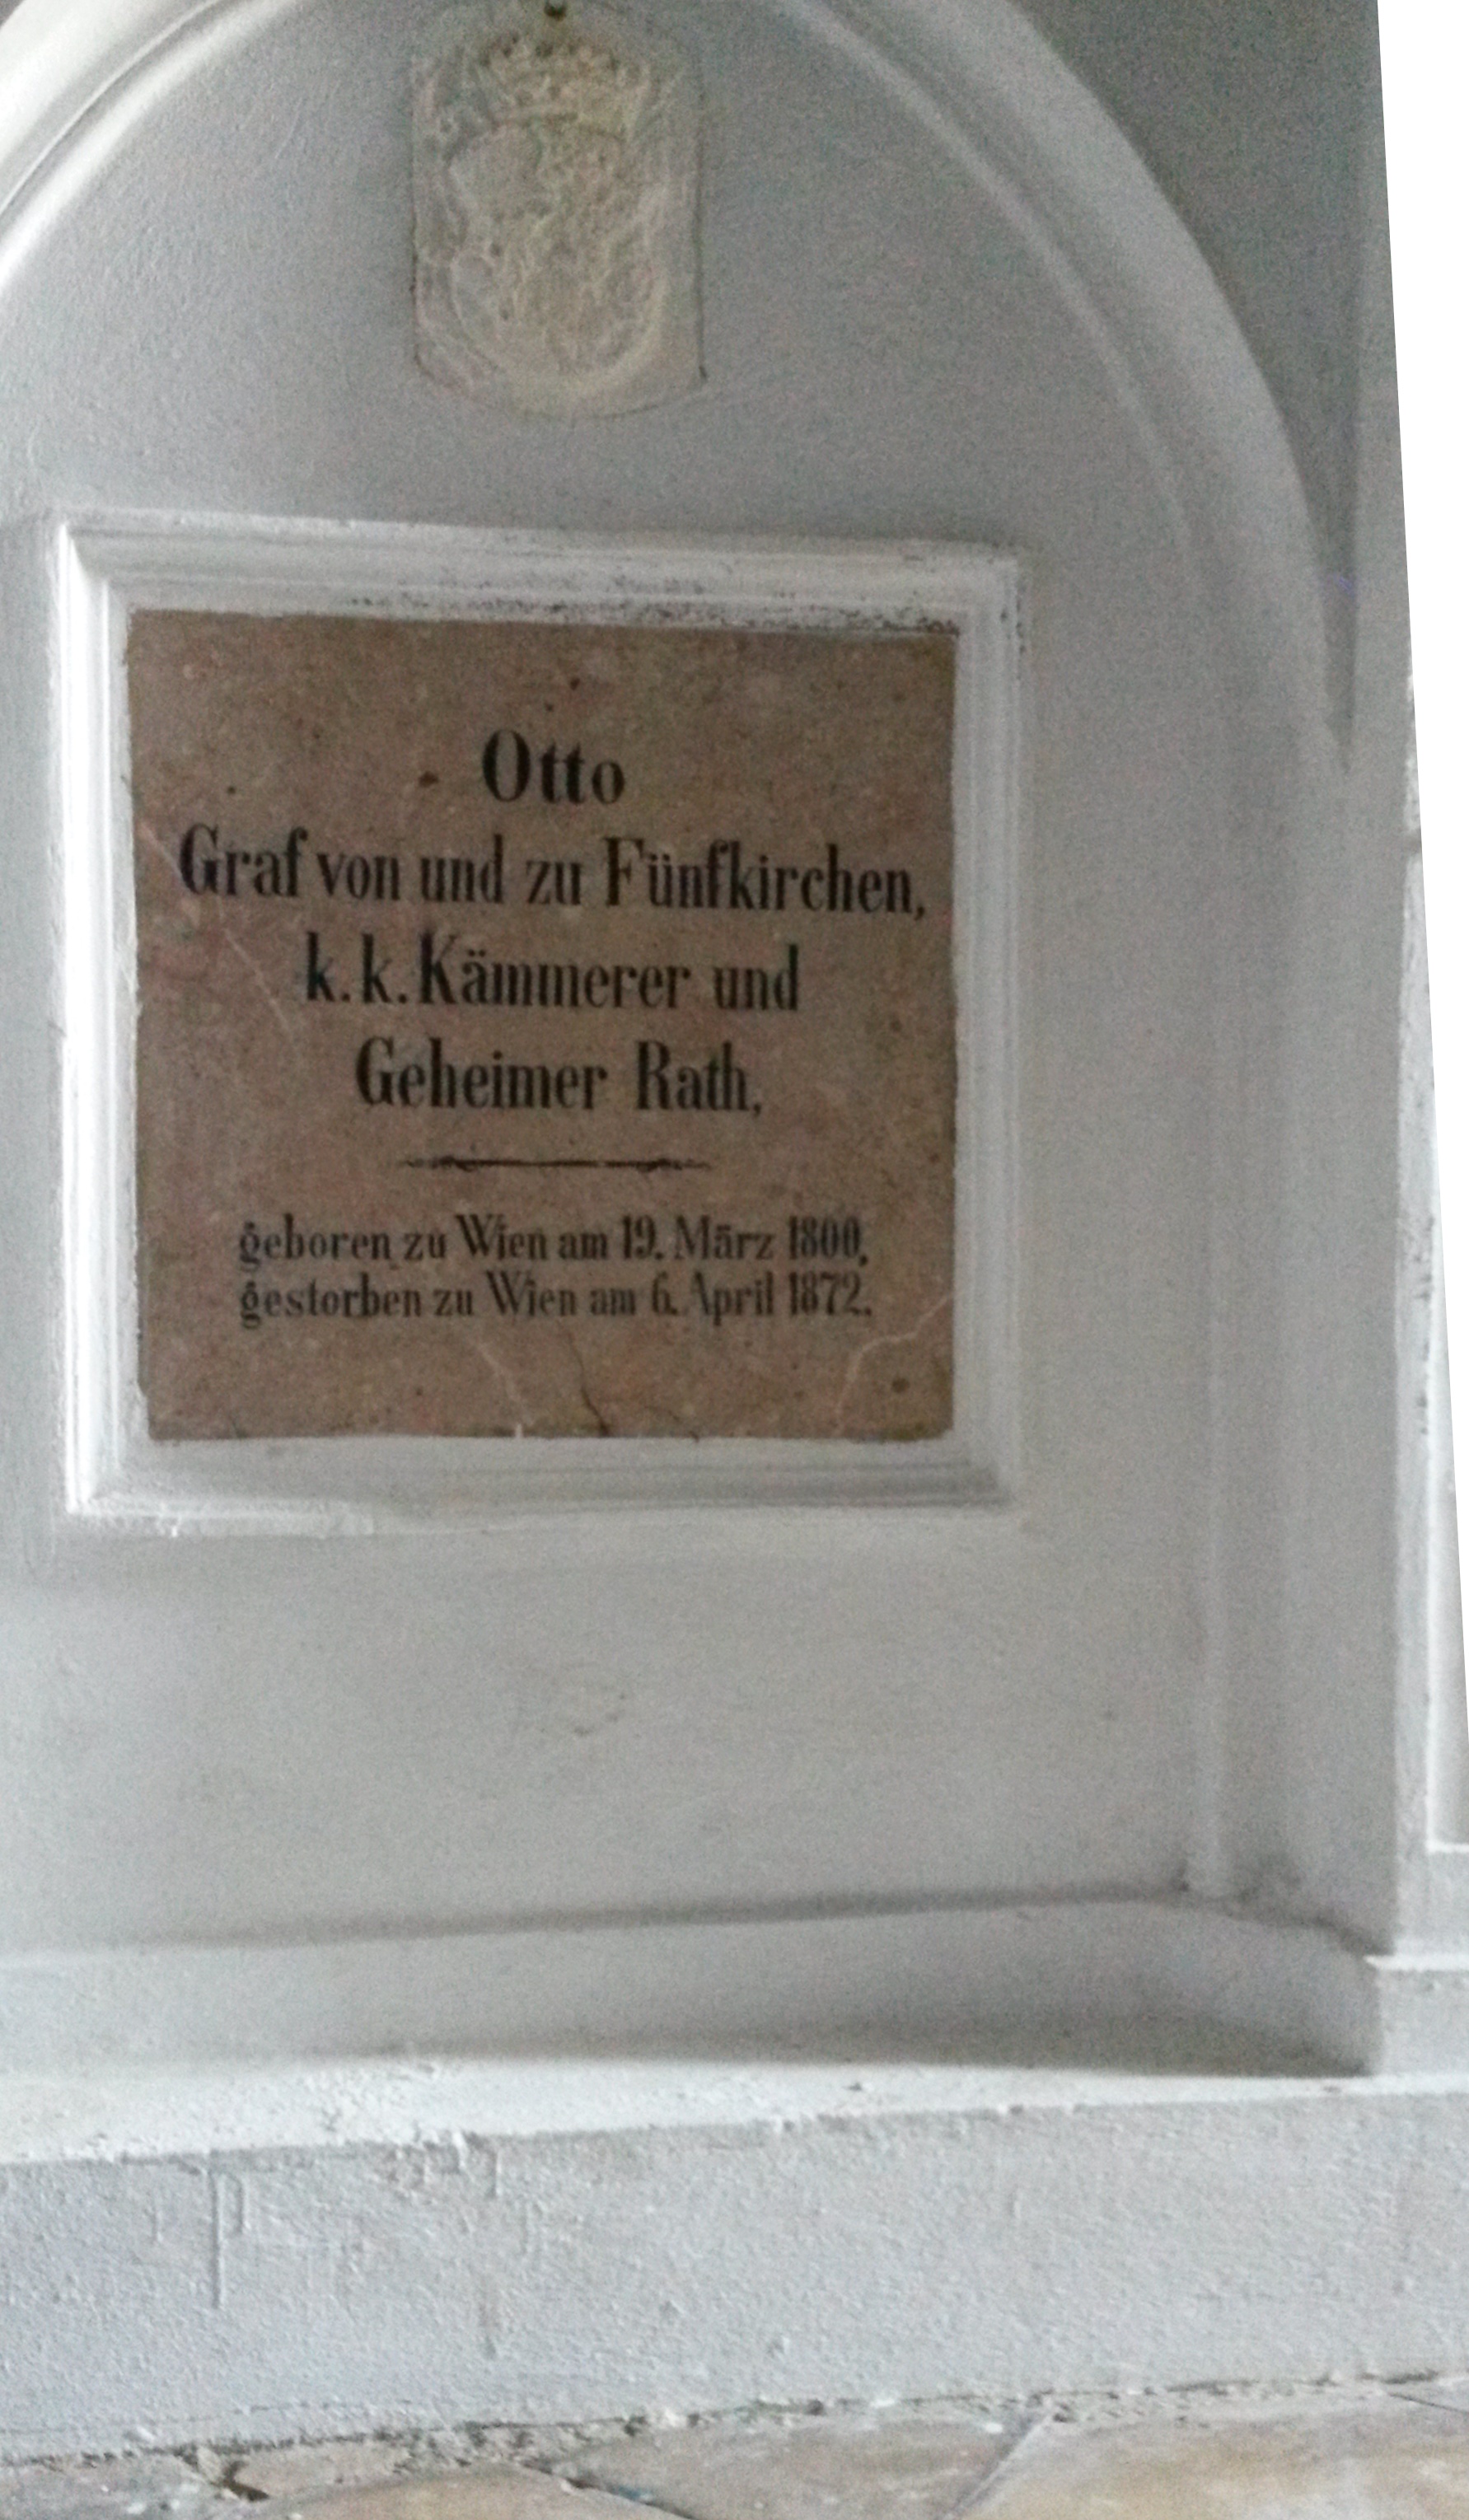 Otto
Graf von und zu Fünfkirchen,
k. k. Kämmerer und
Geheimer Rath,
geboren zu Wien am 19. März 1800,
gestorben zu Wien am 6. April 1872.